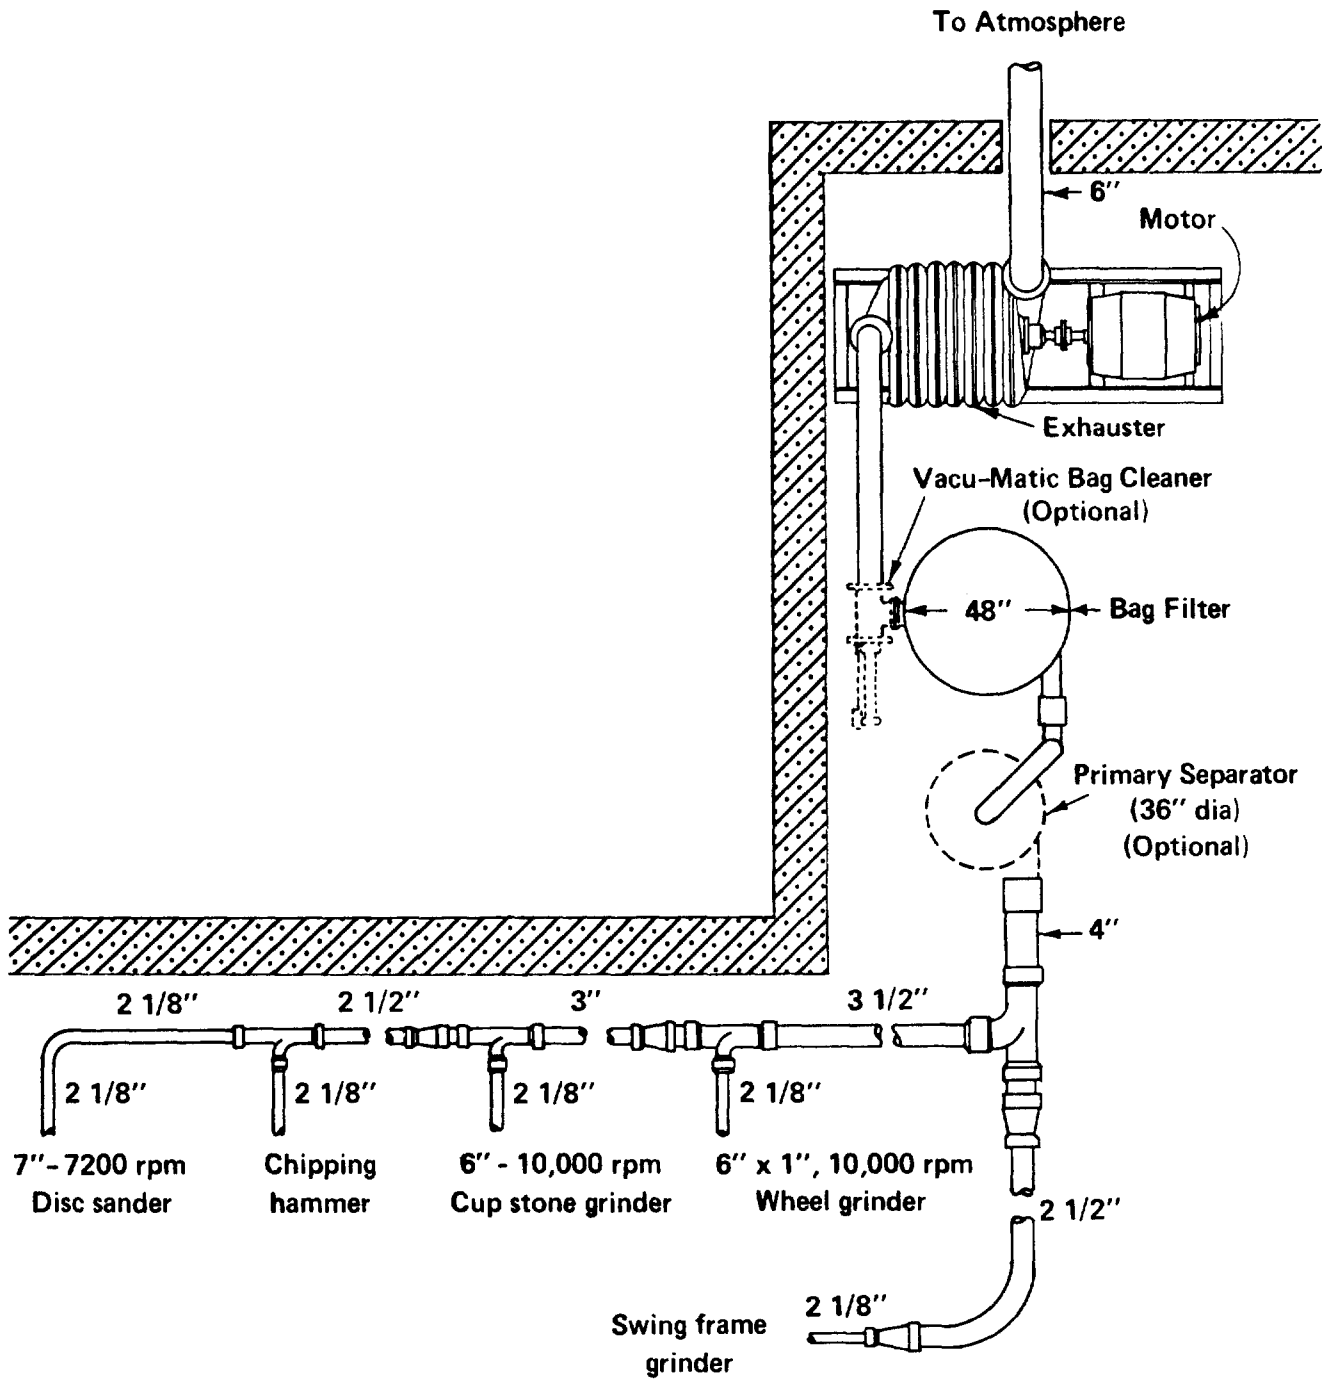 To Atmosphere
6"
Motor
Exhauster
Vacu-Matic Bag Cleaner
(Optional)
48"
Bag Filter
Primary Separator
(36" dia)
(Optional)
4"
2 1/8"
2 1/2"
3"
3 1/2"
2 1/8"
2 1/8"
2 1/8"
2 1/8"
7"-7200 rpm
Disc sander
Chipping
hammer
6" - 10,000 rpm
Cup stone grinder
6" x 1", 10,000 rpm
Wheel grinder
2 1/2"
2 1/8"
Swing frame
grinder